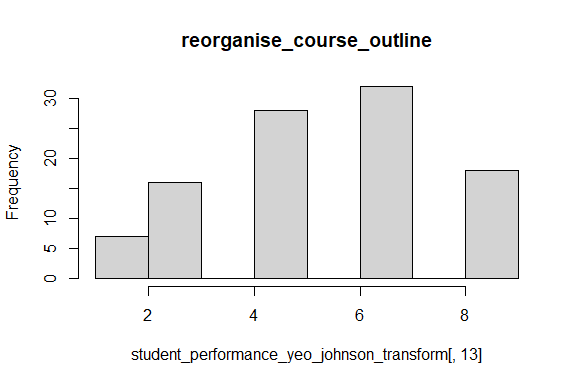 reorganise_course_outline
Frequency
0 5 10 20 30
2 4 6 8
student_performance_yeo_johnson_transform[, 13]